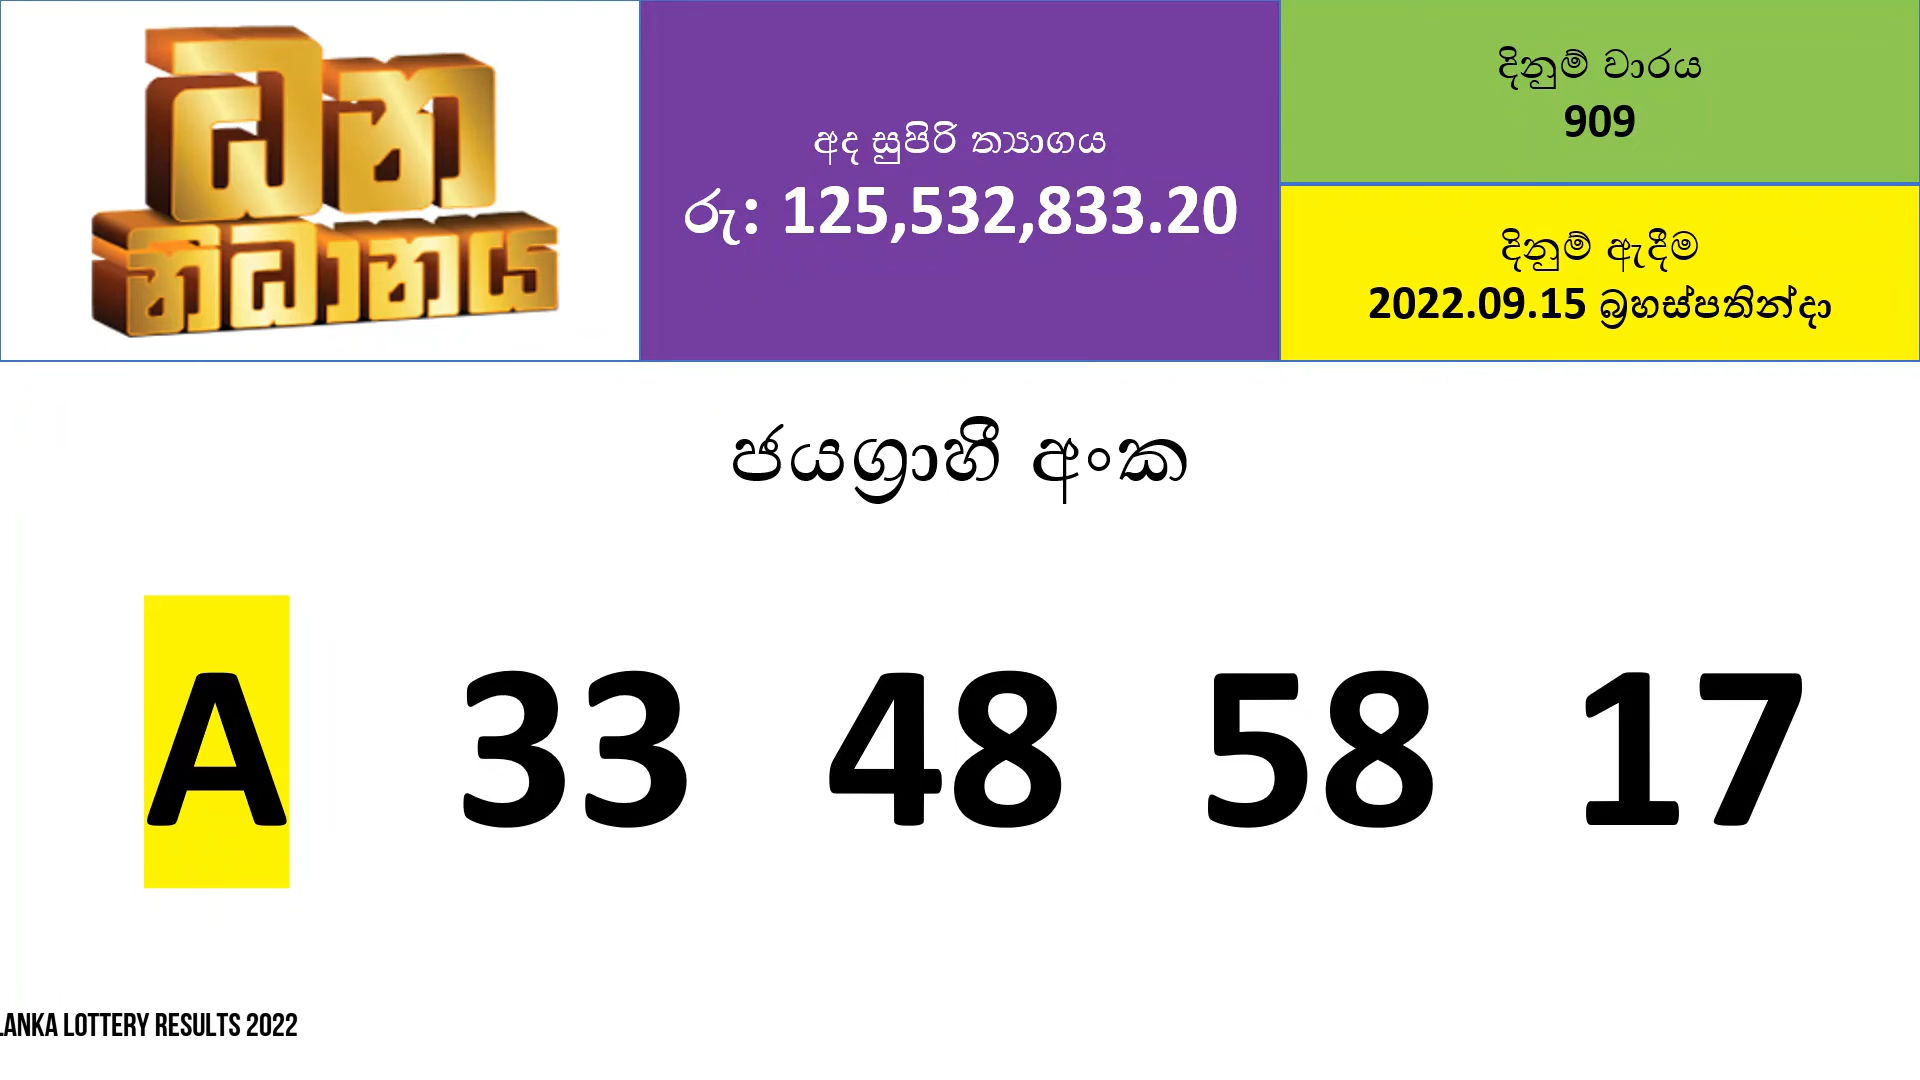 ධන
නිධානය
අද සුපිරි ත්‍යාගය
රු: 125,532,833.20
දිනුම් වාරය
909
දිනුම් ඇදීම
2022.09.15 බ්‍රහස්පතින්දා
ජයග්‍රාහී අංක
A 33 48 58 17
LANKA LOTTERY RESULTS 2022